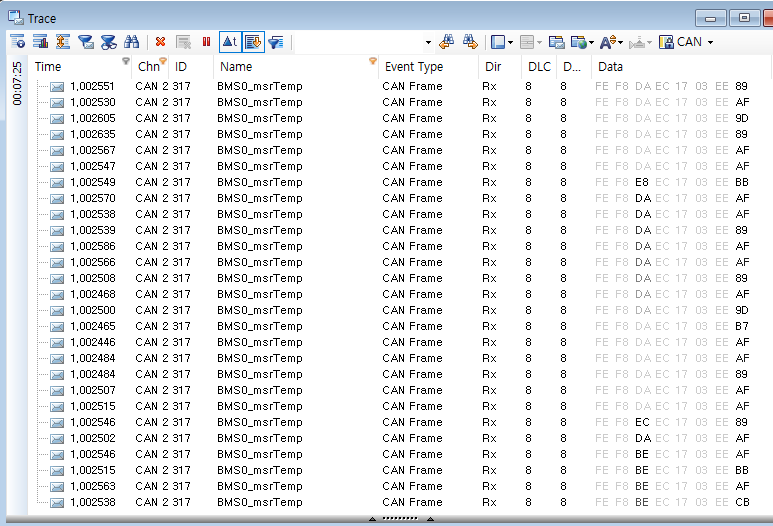 Trace
Δt CAN
00:07:25
Time Chn ID Name Event Type Dir DLC D... Data
1,002551 CAN 2 317 BMS0_msrTemp CAN Frame Rx 8 8 FE F8 DA EC 17 03 EE 89
1,002530 CAN 2 317 BMS0_msrTemp CAN Frame Rx 8 8 FE F8 DA EC 17 03 EE AF
1,002605 CAN 2 317 BMS0_msrTemp CAN Frame Rx 8 8 FE F8 DA EC 17 03 EE 9D
1,002635 CAN 2 317 BMS0_msrTemp CAN Frame Rx 8 8 FE F8 DA EC 17 03 EE 89
1,002567 CAN 2 317 BMS0_msrTemp CAN Frame Rx 8 8 FE F8 DA EC 17 03 EE AF
1,002547 CAN 2 317 BMS0_msrTemp CAN Frame Rx 8 8 FE F8 DA EC 17 03 EE AF
1,002549 CAN 2 317 BMS0_msrTemp CAN Frame Rx 8 8 FE F8 E8 EC 17 03 EE BB
1,002570 CAN 2 317 BMS0_msrTemp CAN Frame Rx 8 8 FE F8 DA EC 17 03 EE AF
1,002538 CAN 2 317 BMS0_msrTemp CAN Frame Rx 8 8 FE F8 DA EC 17 03 EE AF
1,002539 CAN 2 317 BMS0_msrTemp CAN Frame Rx 8 8 FE F8 DA EC 17 03 EE 89
1,002586 CAN 2 317 BMS0_msrTemp CAN Frame Rx 8 8 FE F8 DA EC 17 03 EE AF
1,002566 CAN 2 317 BMS0_msrTemp CAN Frame Rx 8 8 FE F8 DA EC 17 03 EE AF
1,002508 CAN 2 317 BMS0_msrTemp CAN Frame Rx 8 8 FE F8 DA EC 17 03 EE 89
1,002468 CAN 2 317 BMS0_msrTemp CAN Frame Rx 8 8 FE F8 DA EC 17 03 EE AF
1,002500 CAN 2 317 BMS0_msrTemp CAN Frame Rx 8 8 FE F8 DA EC 17 03 EE 9D
1,002465 CAN 2 317 BMS0_msrTemp CAN Frame Rx 8 8 FE F8 DA EC 17 03 EE B7
1,002446 CAN 2 317 BMS0_msrTemp CAN Frame Rx 8 8 FE F8 DA EC 17 03 EE AF
1,002484 CAN 2 317 BMS0_msrTemp CAN Frame Rx 8 8 FE F8 DA EC 17 03 EE AF
1,002484 CAN 2 317 BMS0_msrTemp CAN Frame Rx 8 8 FE F8 DA EC 17 03 EE 89
1,002507 CAN 2 317 BMS0_msrTemp CAN Frame Rx 8 8 FE F8 DA EC 17 03 EE AF
1,002515 CAN 2 317 BMS0_msrTemp CAN Frame Rx 8 8 FE F8 DA EC 17 03 EE AF
1,002546 CAN 2 317 BMS0_msrTemp CAN Frame Rx 8 8 FE F8 EC EC 17 03 EE 89
1,002502 CAN 2 317 BMS0_msrTemp CAN Frame Rx 8 8 FE F8 DA EC 17 03 EE AF
1,002546 CAN 2 317 BMS0_msrTemp CAN Frame Rx 8 8 FE F8 BE EC 17 03 EE AF
1,002515 CAN 2 317 BMS0_msrTemp CAN Frame Rx 8 8 FE F8 BE EC 17 03 EE BB
1,002563 CAN 2 317 BMS0_msrTemp CAN Frame Rx 8 8 FE F8 BE EC 17 03 EE AF
1,002538 CAN 2 317 BMS0_msrTemp CAN Frame Rx 8 8 FE F8 BE EC 17 03 EE CB